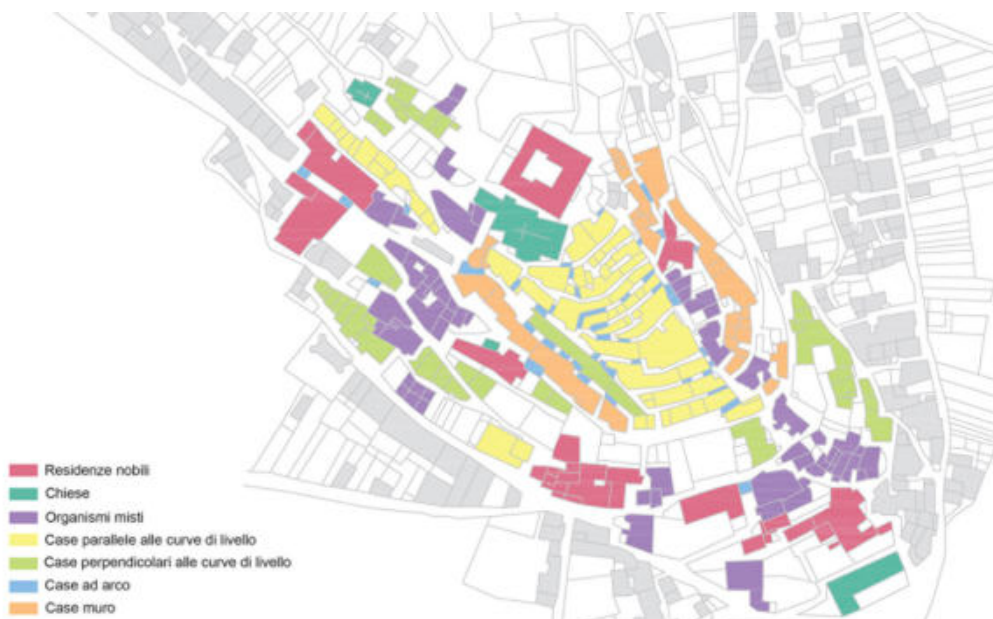 Residenze nobili
Chiese
Organismi misti
Case parallele alle curve di livello
Case perpendicolari alle curve di livello
Case ad arco
Case muro